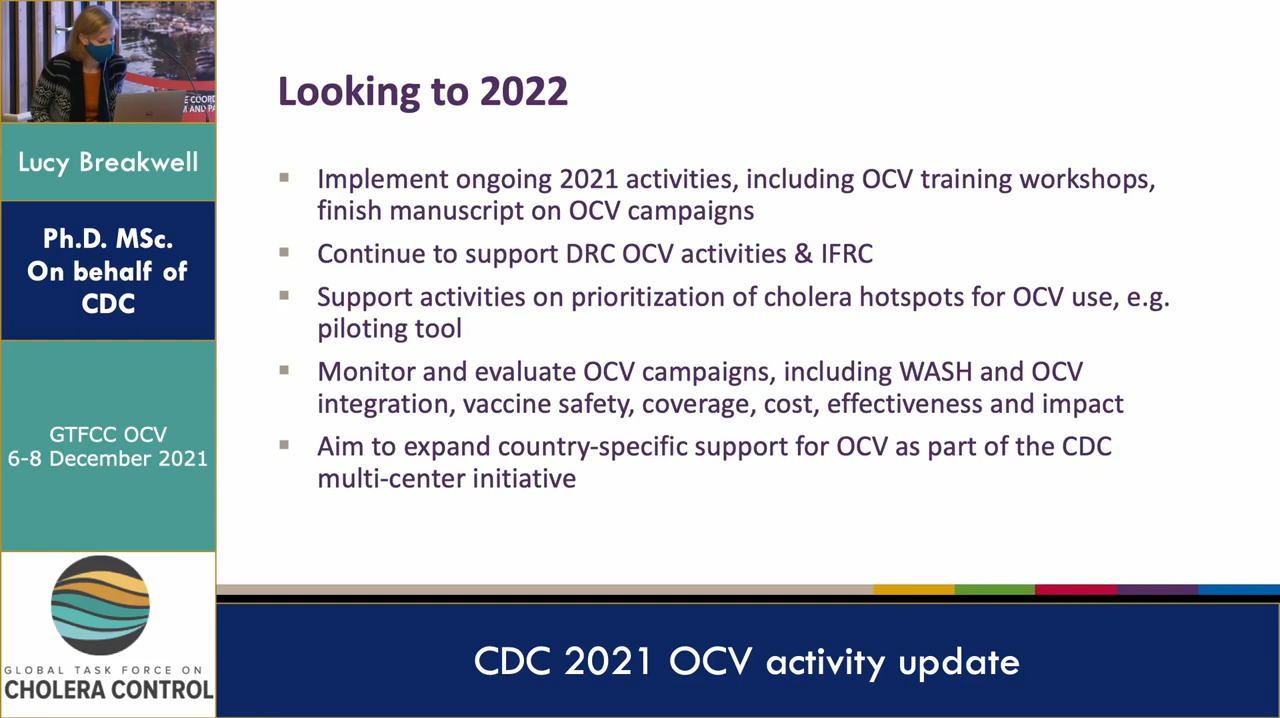 E COORD
M AND PA
Lucy Breakwell
Ph.D. MSc.
On behalf of
CDC
GTFCC OCV
6-8 December 2021
GLOBAL TASK FORCE ON
CHOLERA CONTROL
Looking to 2022
▪ Implement ongoing 2021 activities, including OCV training workshops,
finish manuscript on OCV campaigns
▪ Continue to support DRC OCV activities & IFRC
▪ Support activities on prioritization of cholera hotspots for OCV use, e.g.
piloting tool
▪ Monitor and evaluate OCV campaigns, including WASH and OCV
integration, vaccine safety, coverage, cost, effectiveness and impact
▪ Aim to expand country-specific support for OCV as part of the CDC
multi-center initiative
CDC 2021 OCV activity update